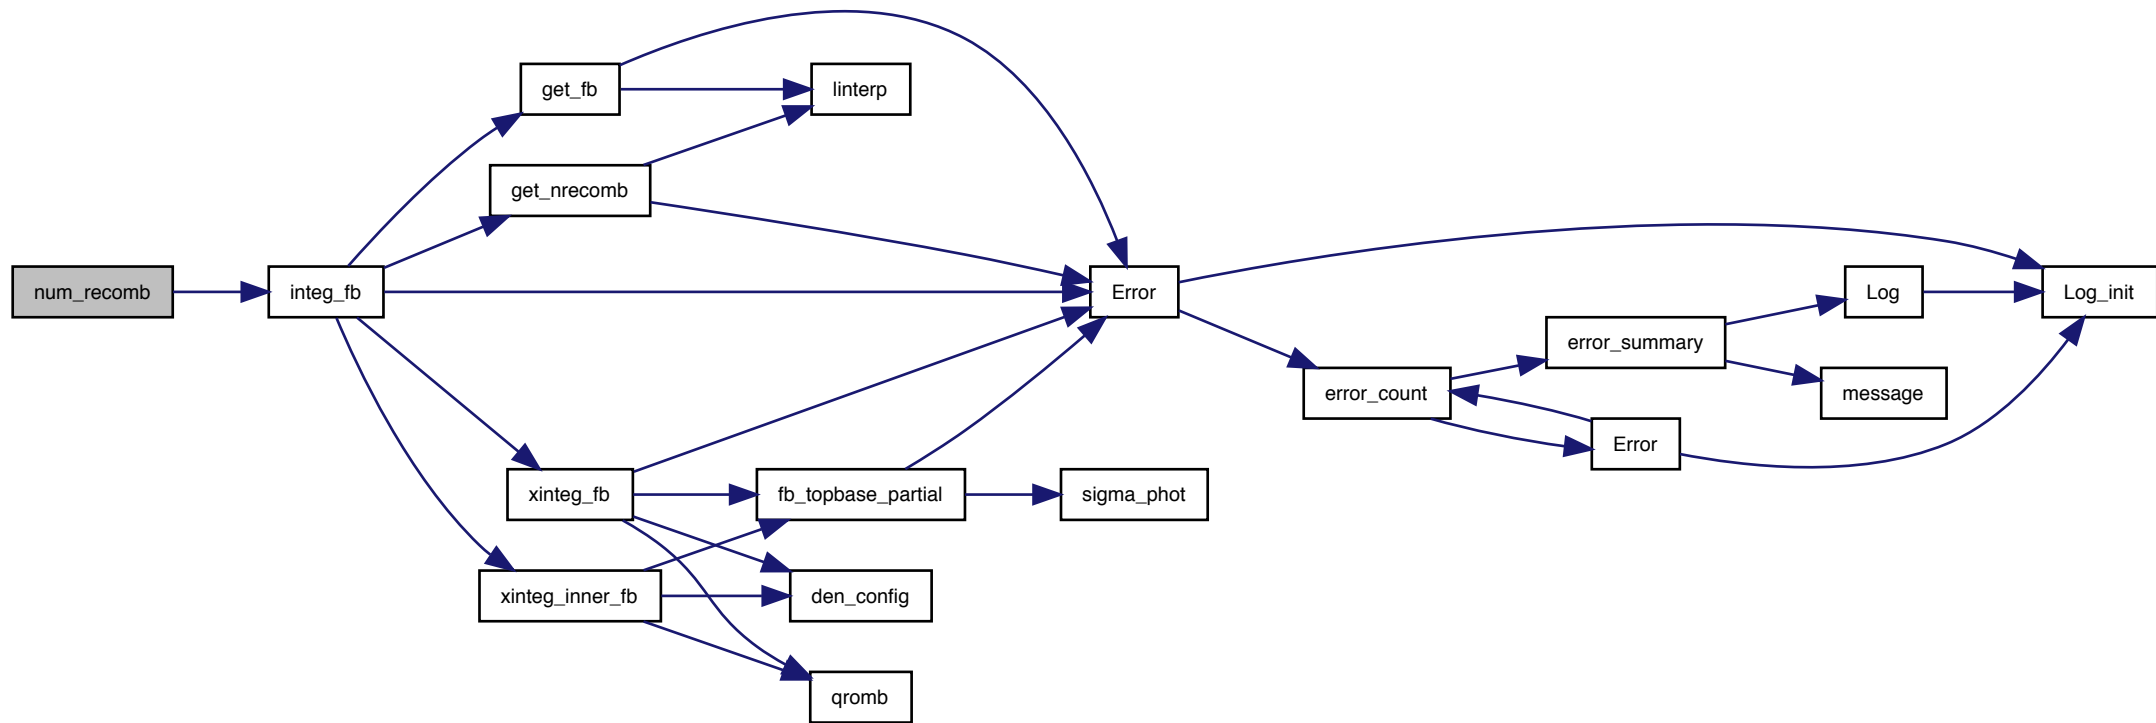 num_recomb
integ_fb
get_fb
get_nrecomb
linterp
Error
xinteg_fb
xinteg_inner_fb
fb_topbase_partial
den_config
qromb
sigma_phot
error_count
error_summary
Error
Log
message
Log_init